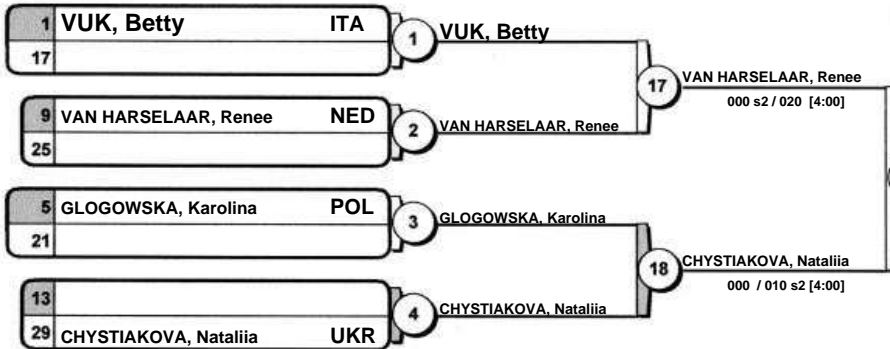 1 VUK, Betty ITA
17
1
VUK, Betty
9 VAN HARSELAAR, Renee NED
25
2
VAN HARSELAAR, Renee
17
VAN HARSELAAR, Renee
000 s2 / 020 [4:00]
5 GLOGOWSKA, Karolina POL
21
3
GLOGOWSKA, Karolina
13
29 CHYSTIAKOVA, Nataliia UKR
4
CHYSTIAKOVA, Nataliia
18
CHYSTIAKOVA, Nataliia
000 / 010 s2 [4:00]